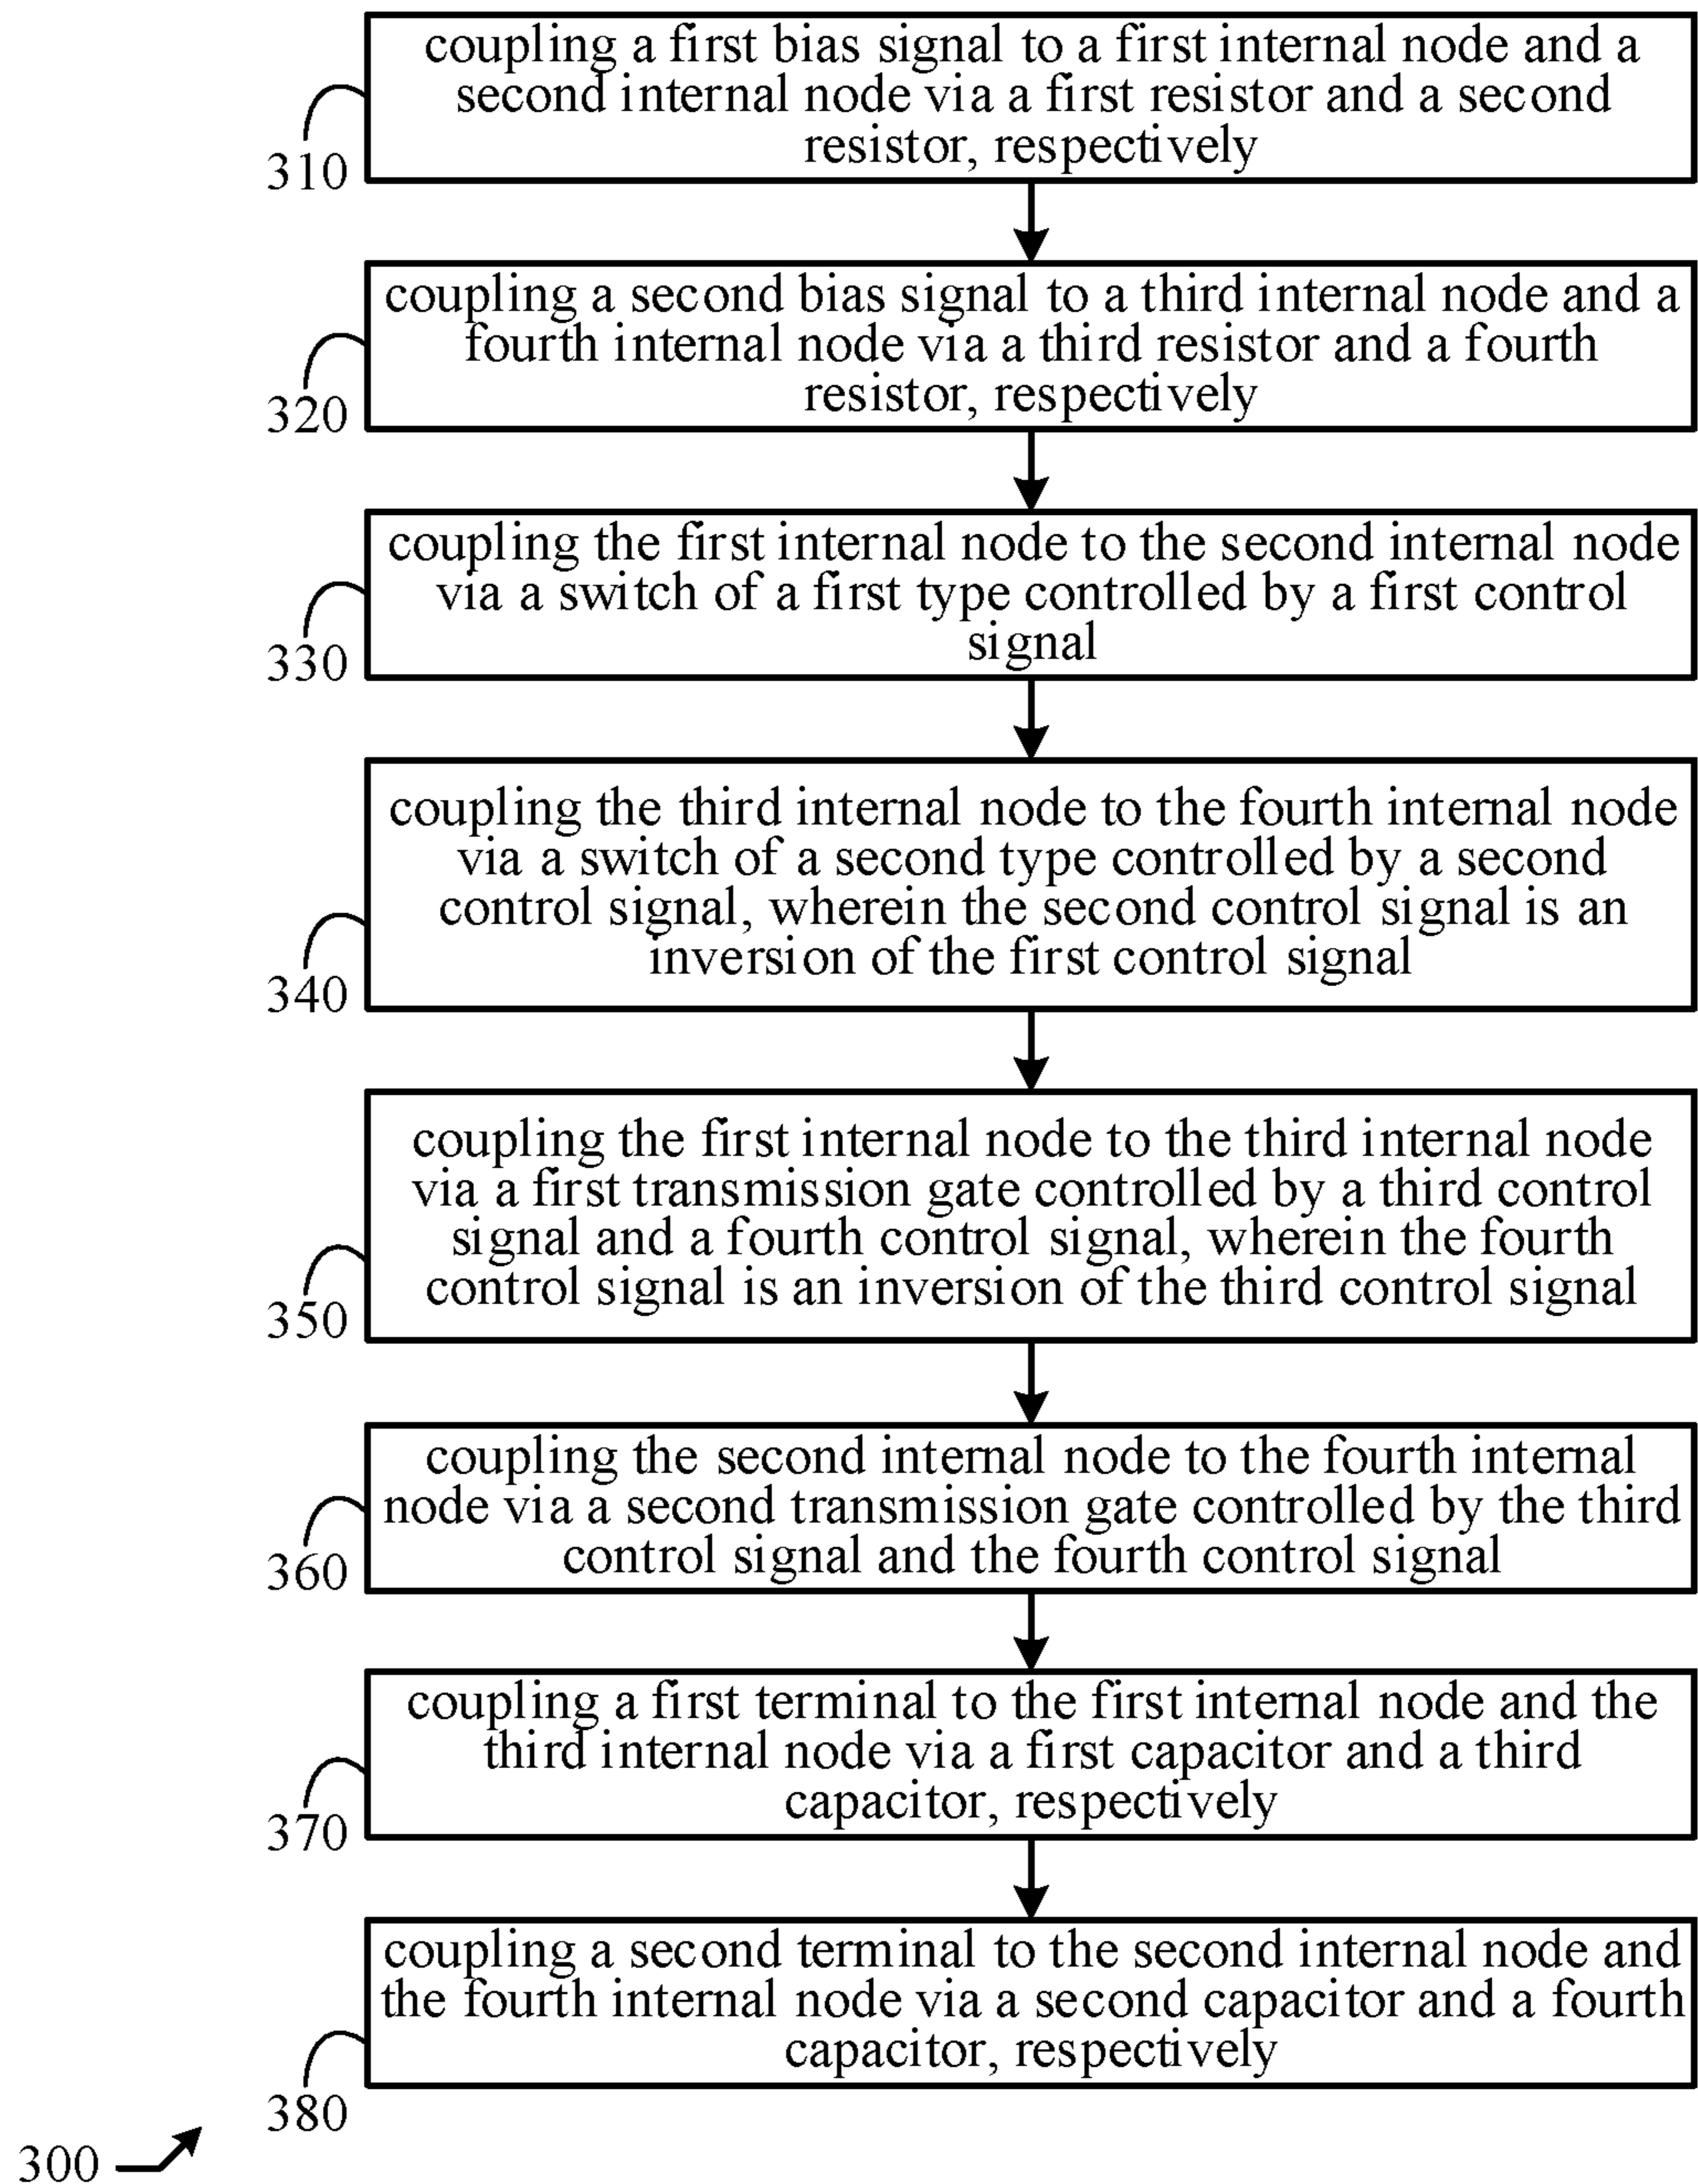 coupling a first bias signal to a first internal node and a
second internal node via a first resistor and a second
resistor, respectively
310
coupling a second bias signal to a third internal node and a
fourth internal node via a third resistor and a fourth
resistor, respectively
320
coupling the first internal node to the second internal node
via a switch of a first type controlled by a first control
signal
330
coupling the third internal node to the fourth internal node
via a switch of a second type controlled by a second
control signal, wherein the second control signal is an
inversion of the first control signal
340
coupling the first internal node to the third internal node
via a first transmission gate controlled by a third control
signal and a fourth control signal, wherein the fourth
control signal is an inversion of the third control signal
350
coupling the second internal node to the fourth internal
node via a second transmission gate controlled by the third
control signal and the fourth control signal
360
coupling a first terminal to the first internal node and the
third internal node via a first capacitor and a third
capacitor, respectively
370
coupling a second terminal to the second internal node and
the fourth internal node via a second capacitor and a fourth
capacitor, respectively
380
300